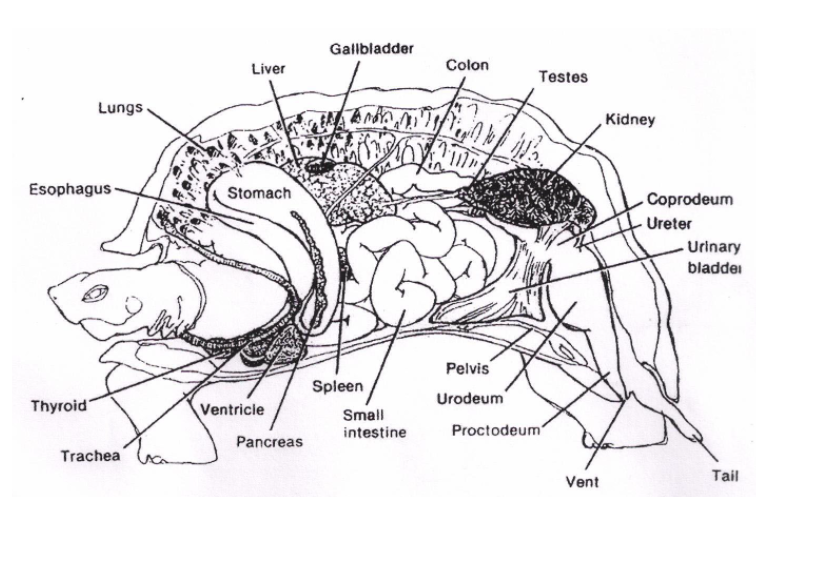 Gallbladder
Liver
Colon
Testes
Lungs
Kidney
Esophagus
Stomach
Coprodeum
Ureter
Urinary
bladder
Pelvis
Spleen
Urodeum
Thyroid
Ventricle
Small
intestine
Proctodeum
Pancreas
Trachea
Vent
Tail